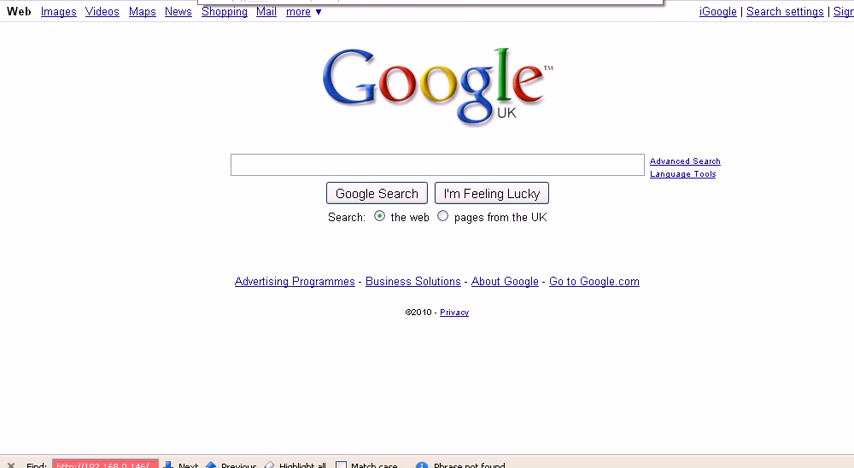 Web Images Videos Maps News Shopping Mail more ▼ iGoogle | Search settings | Sign
Google™
UK
Advanced Search
Language Tools
Google Search I'm Feeling Lucky
Search: the web pages from the UK
Advertising Programmes - Business Solutions - About Google - Go to Google.com
©2010 - Privacy
Find: http://192.168.0.146/ Next Previous Highlight all Match case Phrase not found